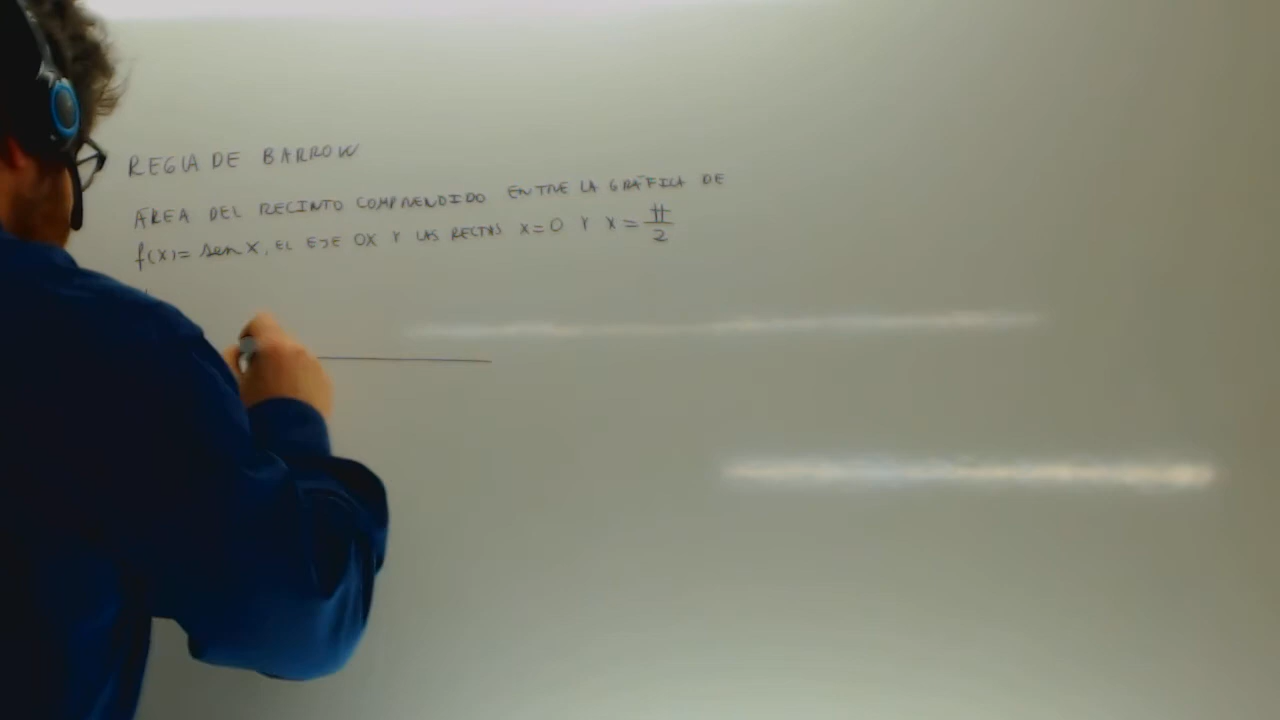 REGLA DE BARROW
ÁREA DEL RECINTO COMPRENDIDO ENTRE LA GRÁFICA DE
f(x) = sen x, EL EJE OX Y LAS RECTAS x=0 Y x = π/2